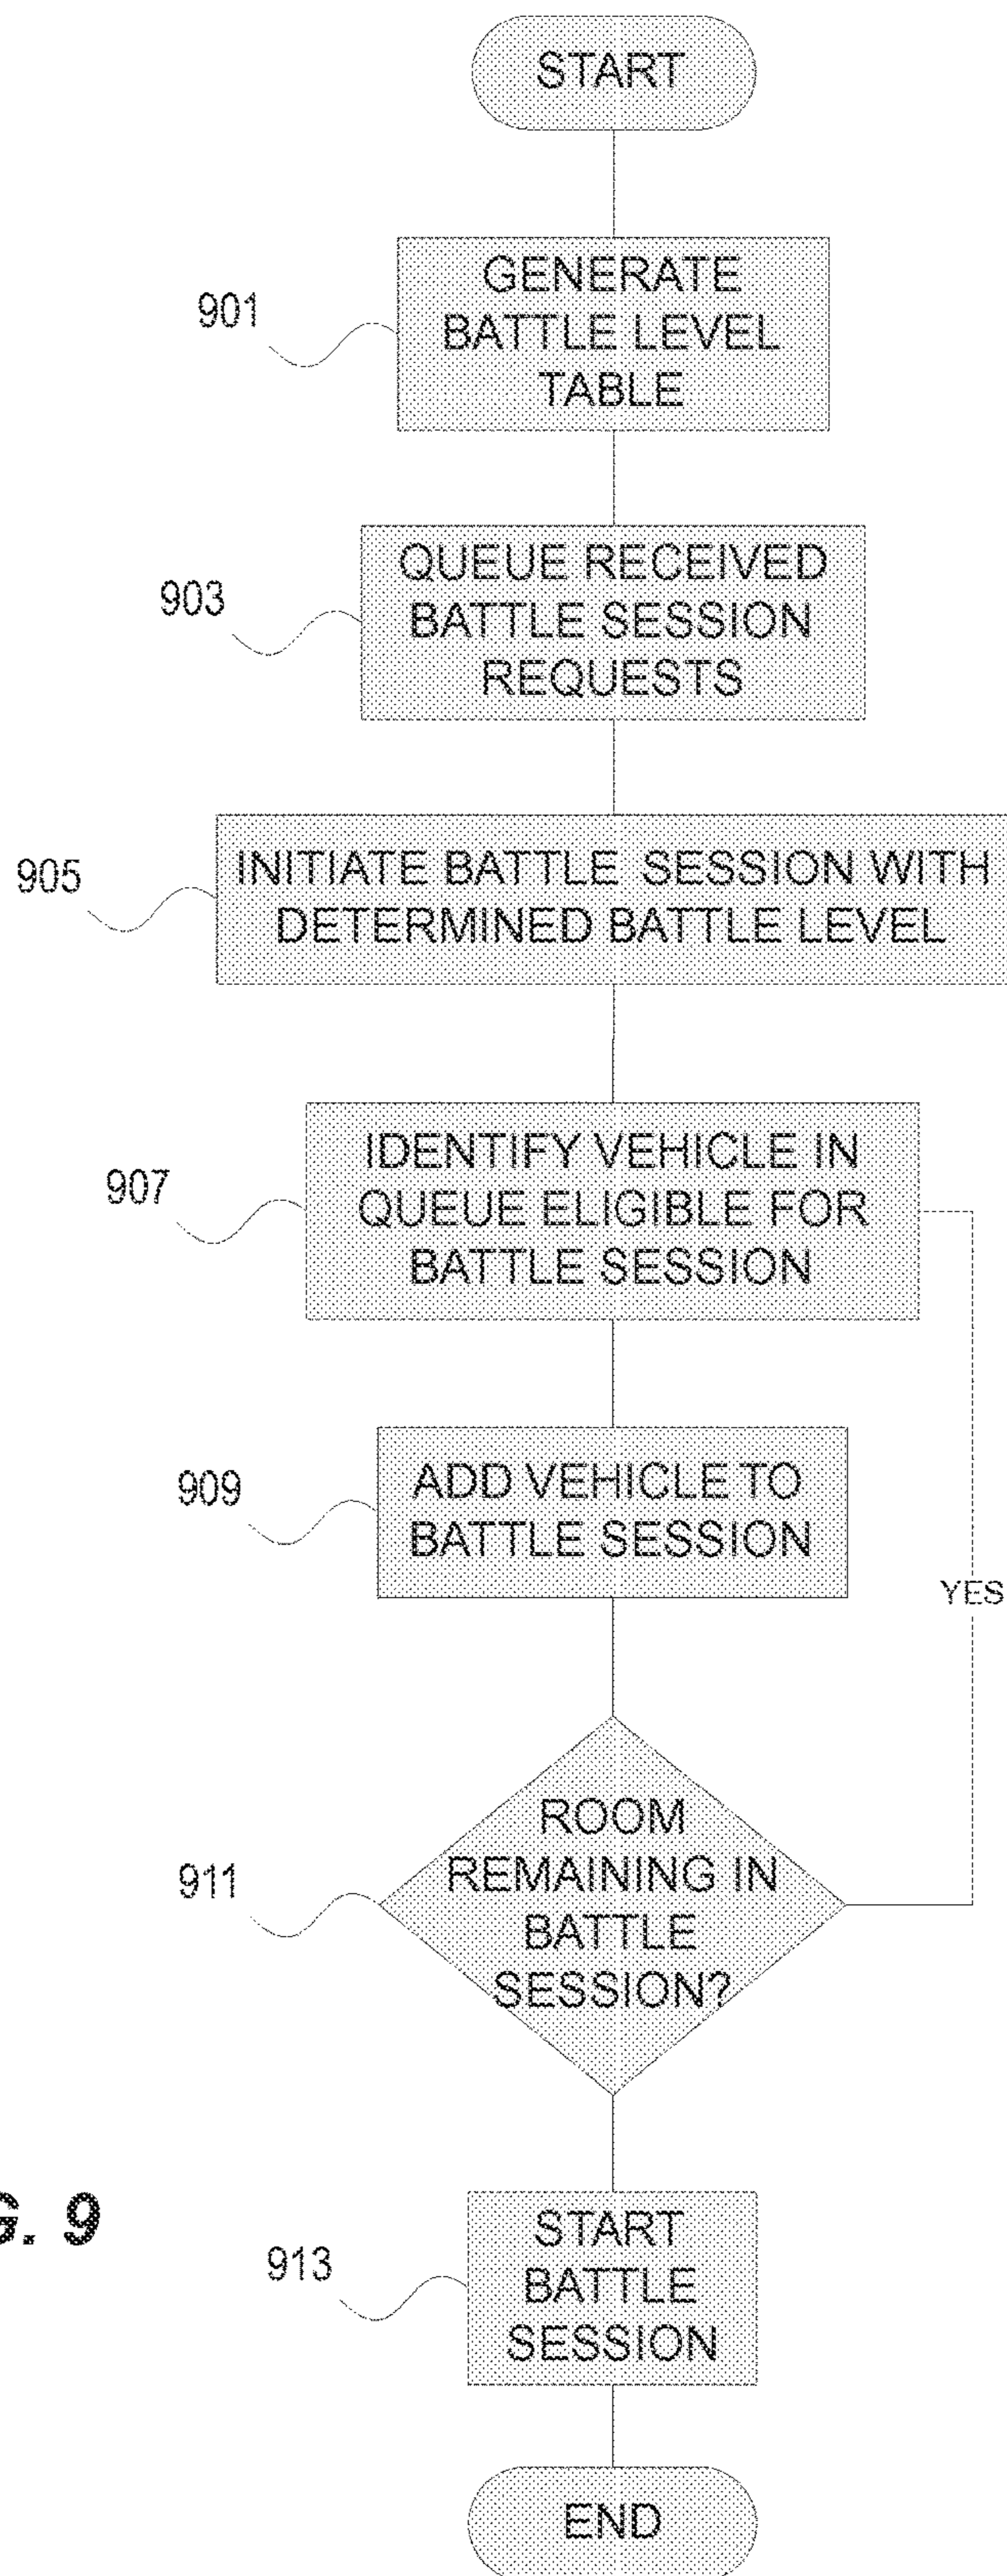 START
901
GENERATE
BATTLE LEVEL
TABLE
903
QUEUE RECEIVED
BATTLE SESSION
REQUESTS
905
INITIATE BATTLE SESSION WITH
DETERMINED BATTLE LEVEL
907
IDENTIFY VEHICLE IN
QUEUE ELIGIBLE FOR
BATTLE SESSION
909
ADD VEHICLE TO
BATTLE SESSION
YES
911
ROOM
REMAINING IN
BATTLE
SESSION?
G. 9
913
START
BATTLE
SESSION
END